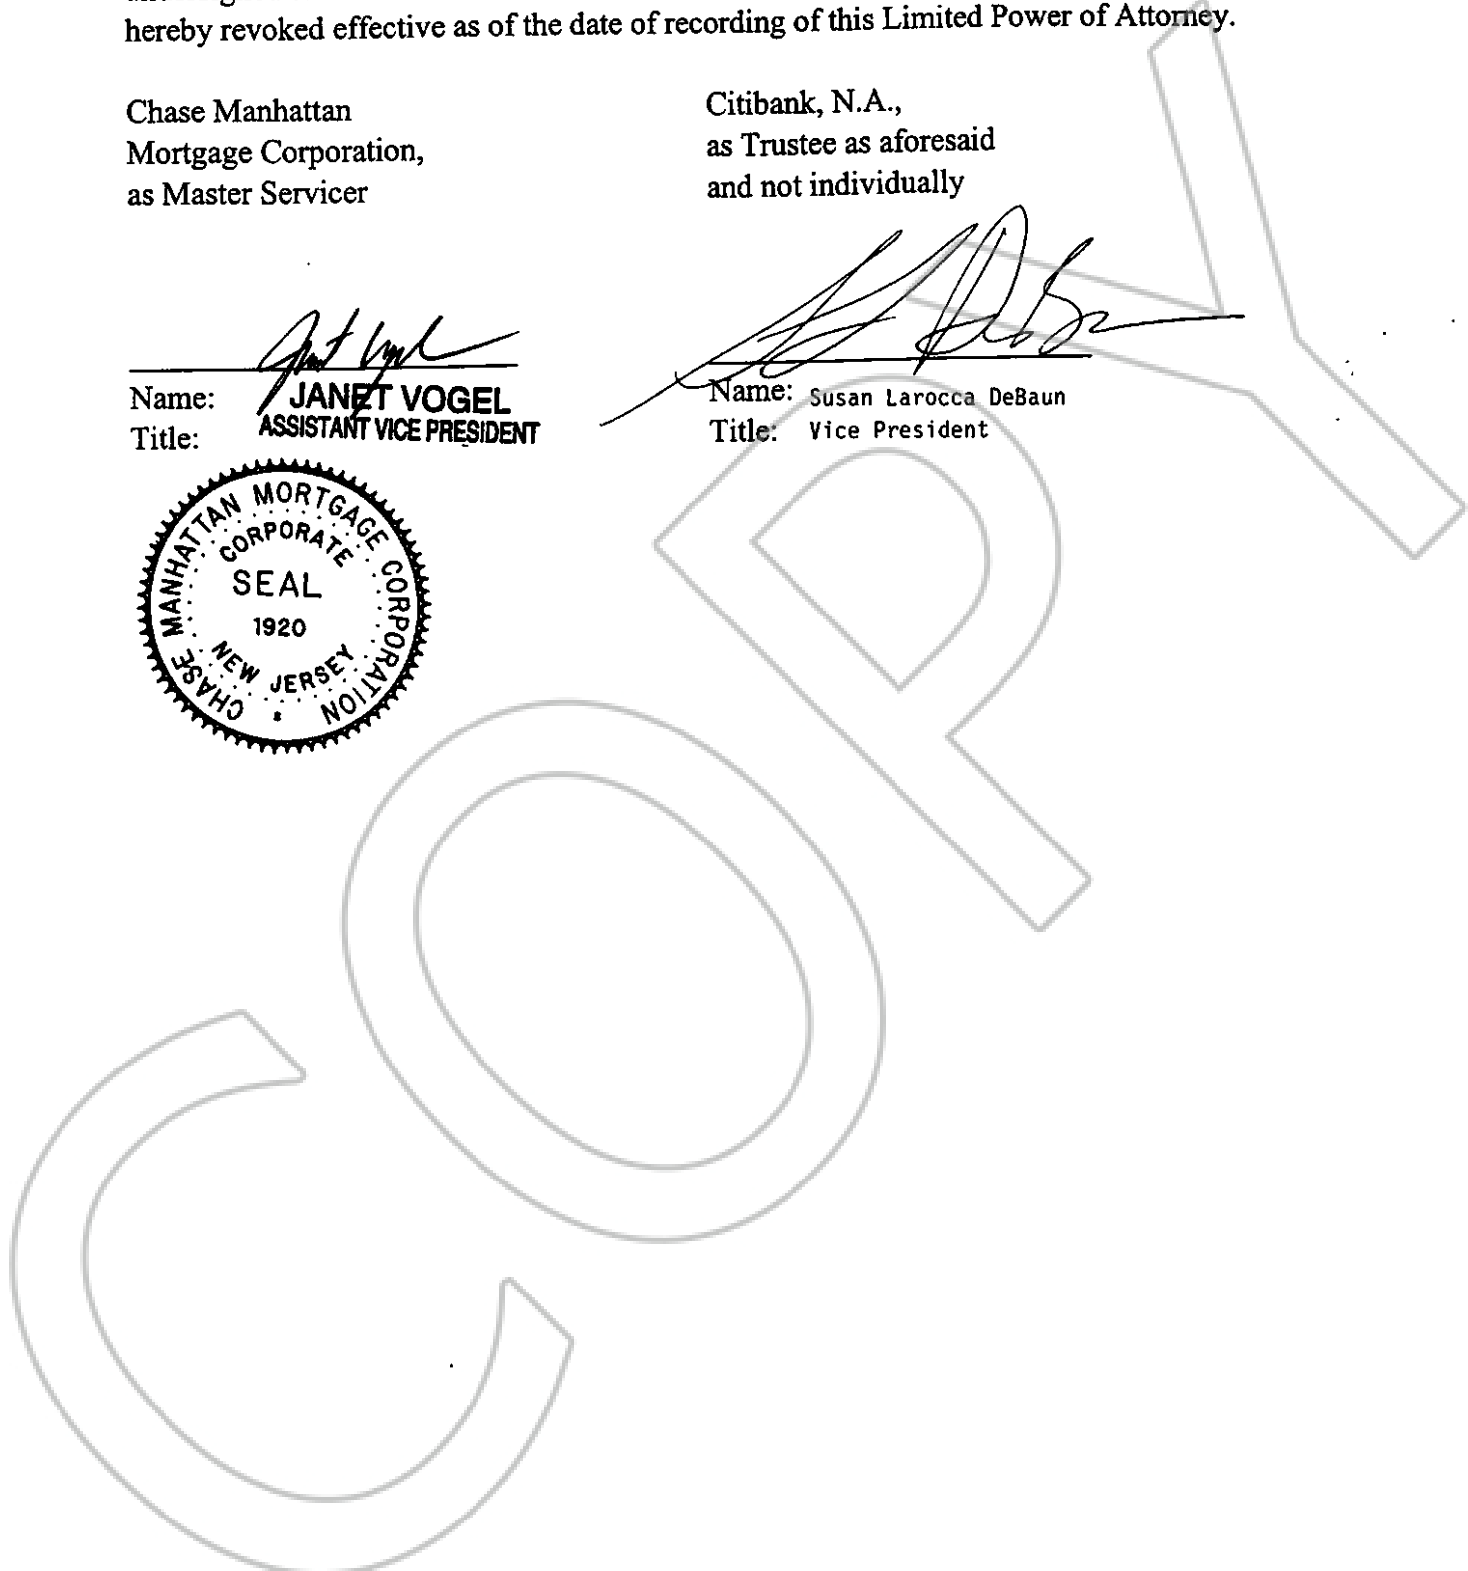 hereby revoked effective as of the date of recording of this Limited Power of Attorney.
Chase Manhattan
Mortgage Corporation,
as Master Servicer
Citibank, N.A.,
as Trustee as aforesaid
and not individually
Name: JANET VOGEL
Title: ASSISTANT VICE PRESIDENT
Name: Susan Larocca DeBaun
Title: Vice President
CHASE MANHATTAN MORTGAGE CORPORATION
CORPORATE
SEAL
1920
NEW JERSEY
COPY